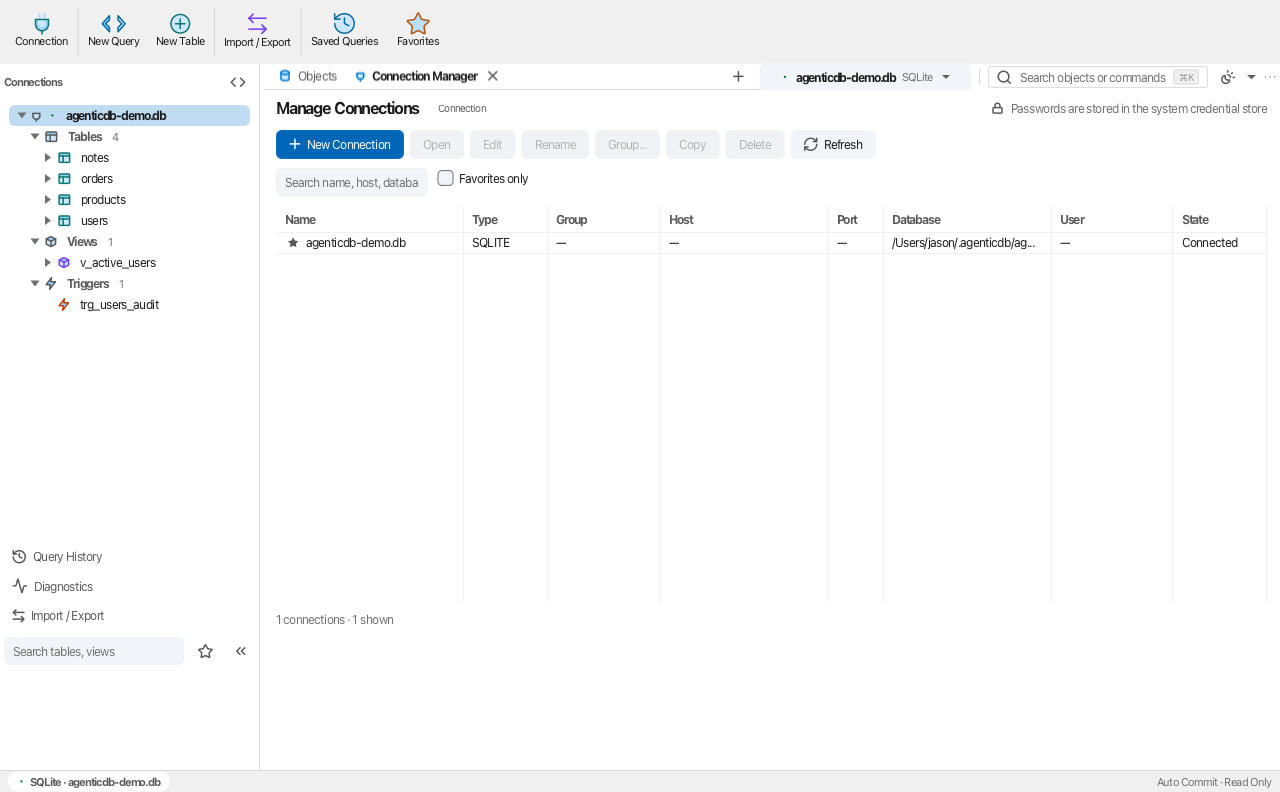 Connection
New Query
New Table
Import / Export
Saved Queries
Favorites
Connections
Objects
Connection Manager
agenticdb-demo.db SQLite
Search objects or commands ⌘K
agenticdb-demo.db
Tables 4
notes
orders
products
users
Views 1
v_active_users
Triggers 1
trg_users_audit
Manage Connections Connection
Passwords are stored in the system credential store
New Connection
Open
Edit
Rename
Group...
Copy
Delete
Refresh
Search name, host, databa
Favorites only
Name Type Group Host Port Database User State
agenticdb-demo.db SQLITE — — — /Users/jason/.agenticdb/ag... — Connected
1 connections · 1 shown
Query History
Diagnostics
Import / Export
Search tables, views
SQLite · agenticdb-demo.db
Auto Commit · Read Only